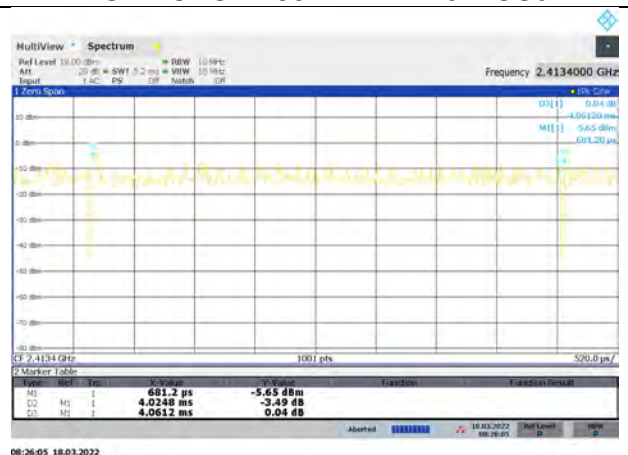 MultiView Spectrum
Ref Level 18.00 dBm RBW 10 MHz
Att 28 dB SWT 5.2 ms VBW 10 MHz
Input 1 AC PS Off Notch Off
Frequency 2.4134000 GHz
1 Zero Span
D3[1] 0.04 dB
4.06120 ms
M1[1] -5.65 dBm
681.20 µs
10 dBm
0 dBm
-10 dBm
-20 dBm
-30 dBm
-40 dBm
-50 dBm
-60 dBm
-70 dBm
-80 dBm
CF 2.4134 GHz 1001 pts 520.0 µs/
2 Marker Table
Type Ref Trc X-Value Y-Value Function Function Result
M1 1 681.2 µs -5.65 dBm
D2 M1 1 4.0248 ms -3.49 dB
D3 M1 1 4.0612 ms 0.04 dB
Aborted 18.03.2022 Ref Level RBW
08:26:05
08:26:05 18.03.2022